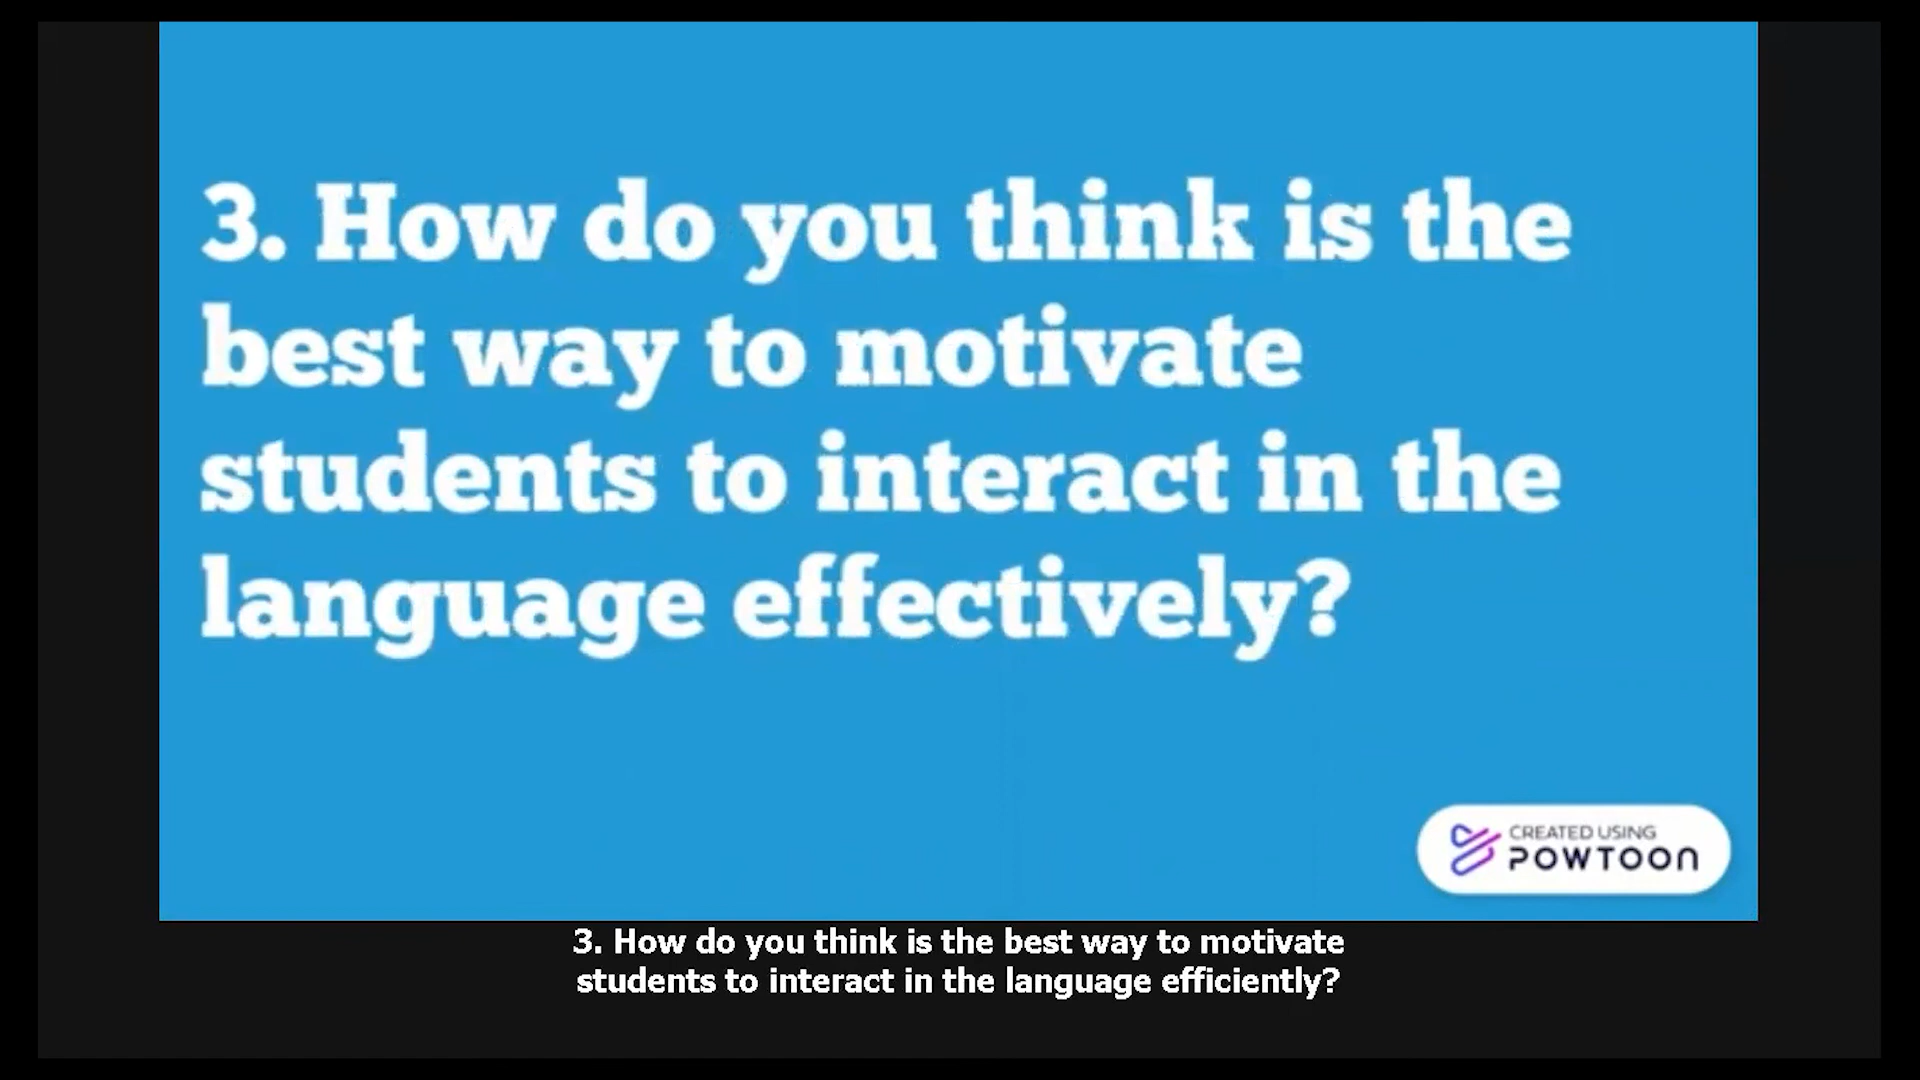 3. How do you think is the
best way to motivate
students to interact in the
language effectively?
CREATED USING
POWTOON
3. How do you think is the best way to motivate
students to interact in the language efficiently?